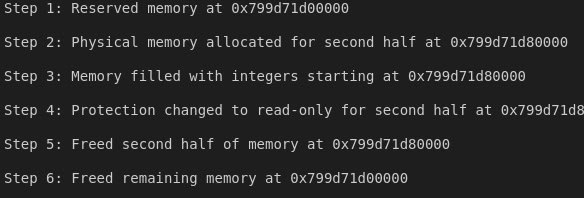 Step 1: Reserved memory at 0x799d71d00000
Step 2: Physical memory allocated for second half at 0x799d71d80000
Step 3: Memory filled with integers starting at 0x799d71d80000
Step 4: Protection changed to read-only for second half at 0x799d71d8
Step 5: Freed second half of memory at 0x799d71d80000
Step 6: Freed remaining memory at 0x799d71d00000